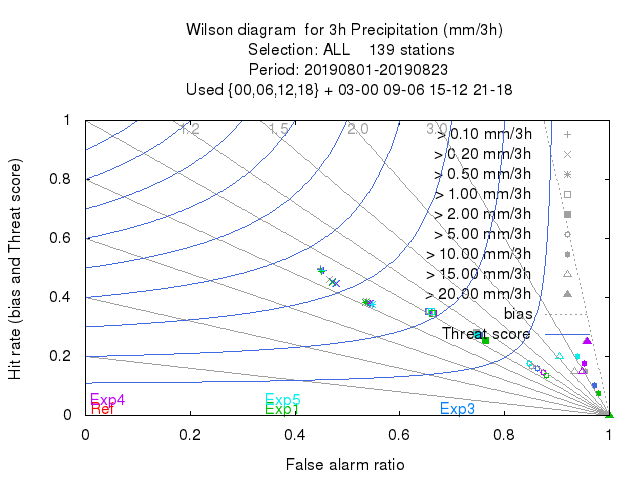 Wilson diagram  for 3h Precipitation (mm/3h)
Selection: ALL    139 stations
Period: 20190801-20190823
Used {00,06,12,18} + 03-00 09-06 15-12 21-18
1 1.2 1.5 2.0 3.0
> 0.10 mm/3h
> 0.20 mm/3h
0.8 > 0.50 mm/3h
> 1.00 mm/3h
> 2.00 mm/3h
0.6 > 5.00 mm/3h
> 10.00 mm/3h
> 15.00 mm/3h
0.4 > 20.00 mm/3h
bias
Threat score
0.2
Exp4 Exp5
0 Ref Exp1 Exp3
0 0.2 0.4 0.6 0.8 1
False alarm ratio
Hit rate (bias and Threat score)